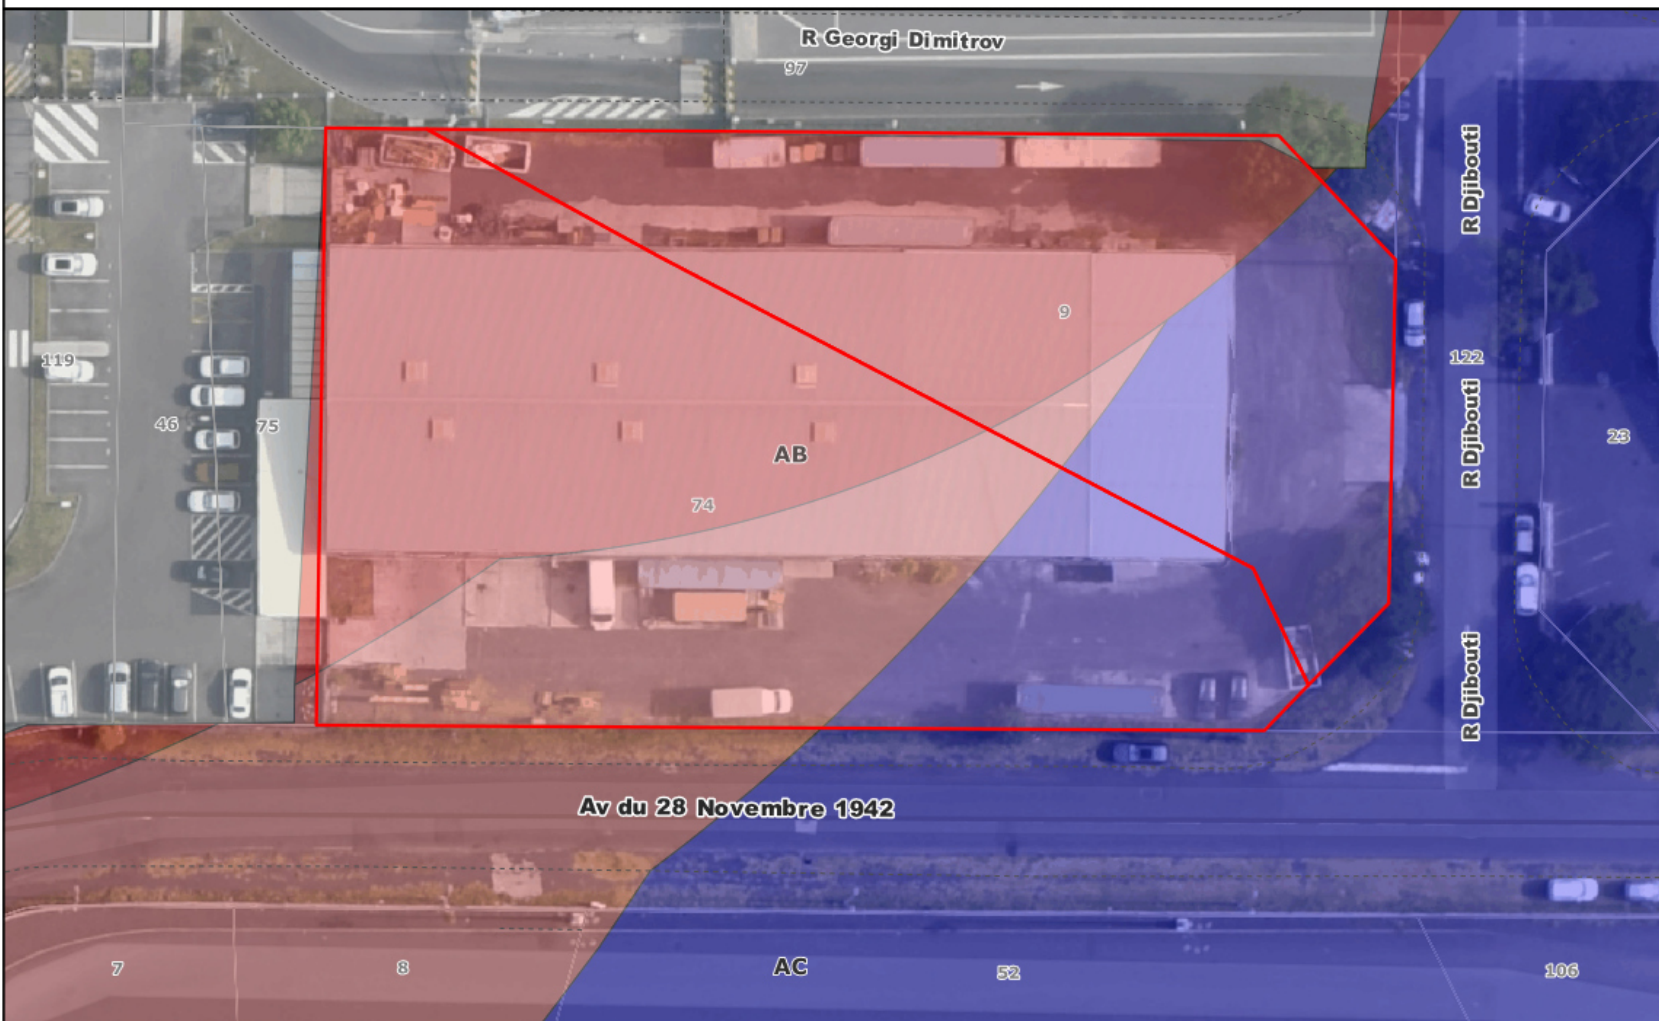 R Georgi Dimitrov
97
R Djibouti
9
119
122
46
75
R Djibouti
23
AB
74
R Djibouti
Av du 28 Novembre 1942
7
8
AC
52
106